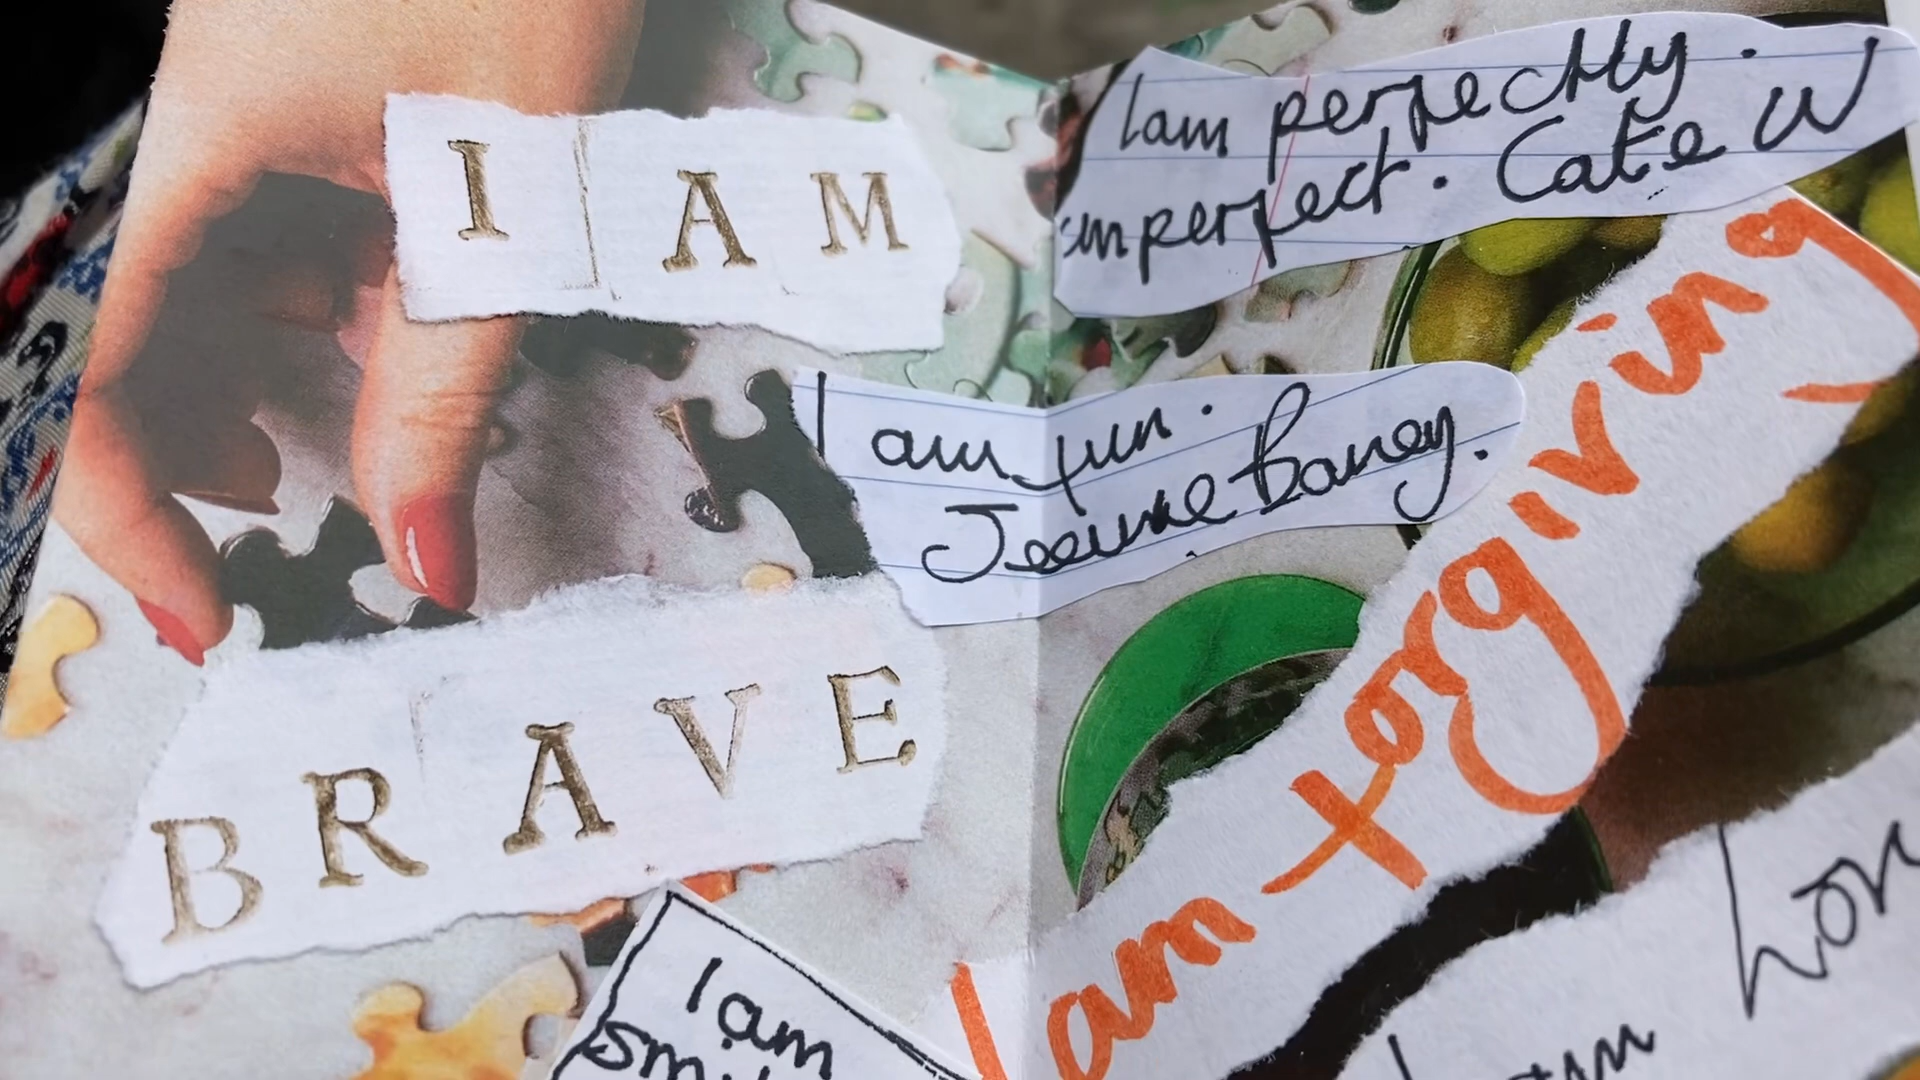 I AM
BRAVE
I am perfectly.
imperfect. Cate W
I am fun.
I am forgiving
I am